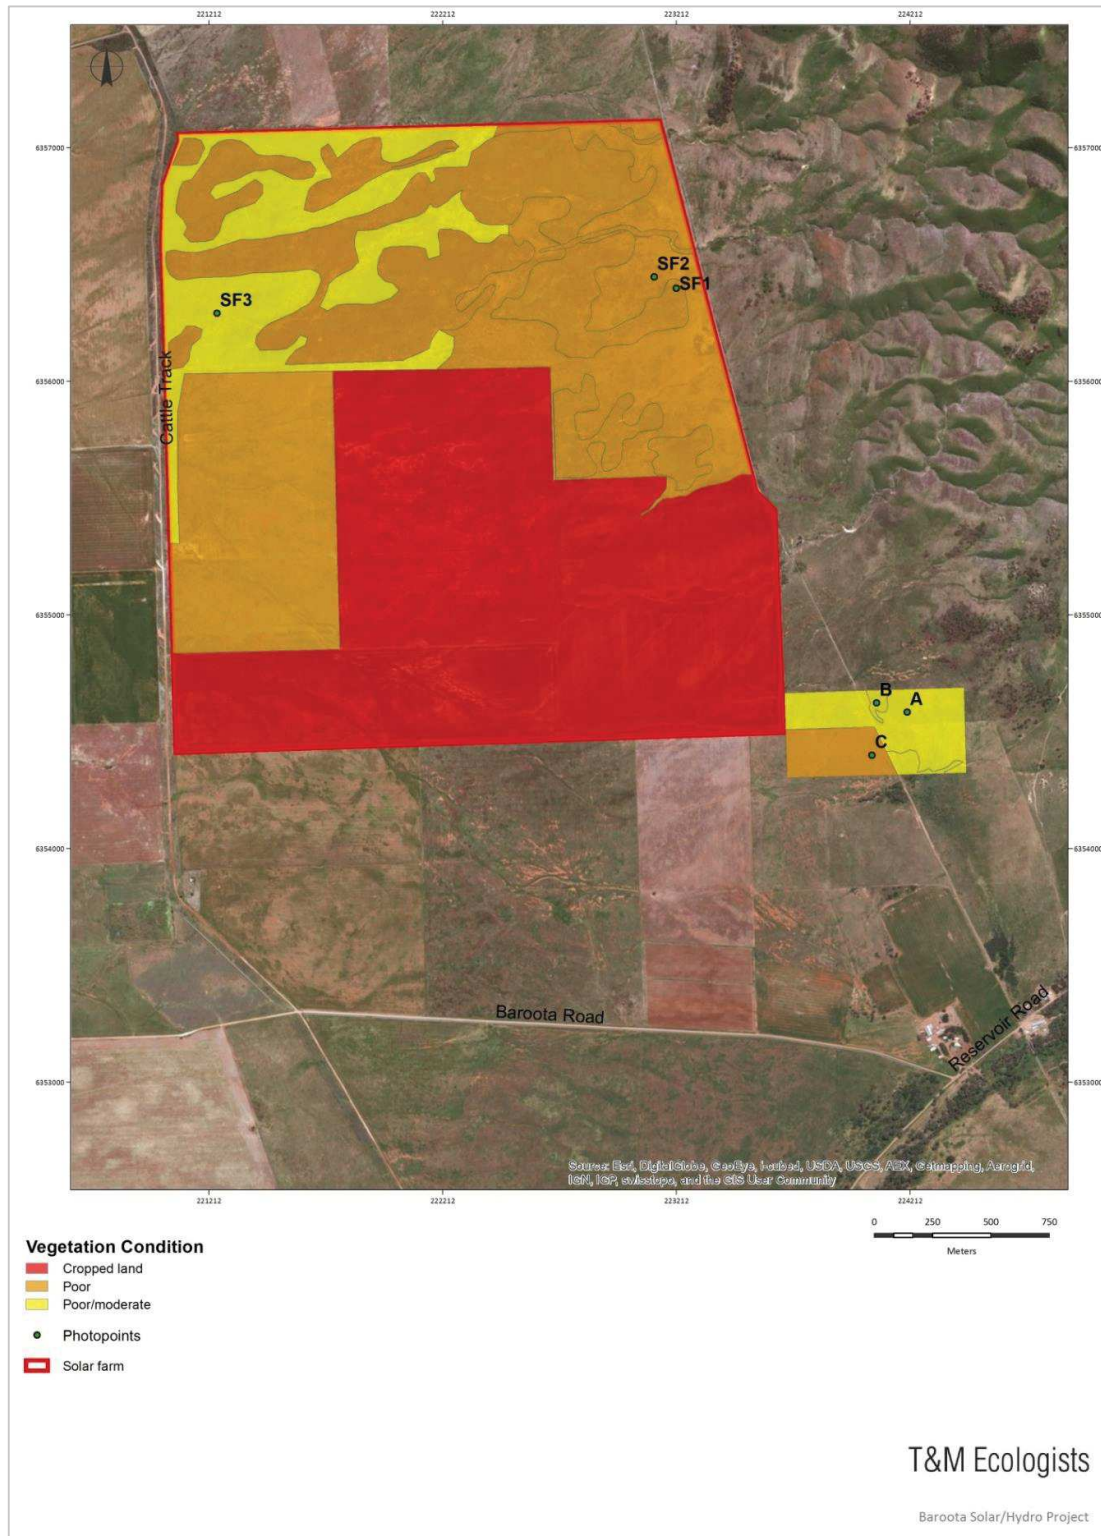 221212
222212
223212
224212
6357000
6357000
SF2
SF1
SF3
6356000
6356000
Cattle Track
6355000
6355000
B
A
C
6354000
6354000
Baroota Road
Reservoir Road
6353000
6353000
Source: Esri, DigitalGlobe, GeoEye, i-cubed, USDA, USGS, AEX, Getmapping, Aerogrid,
IGN, IGP, swisstopo, and the GIS User Community
221212
222212
223212
224212
0 250 500 750
Meters
Vegetation Condition
Cropped land
Poor
Poor/moderate
Photopoints
Solar farm
T&M Ecologists
Baroota Solar/Hydro Project